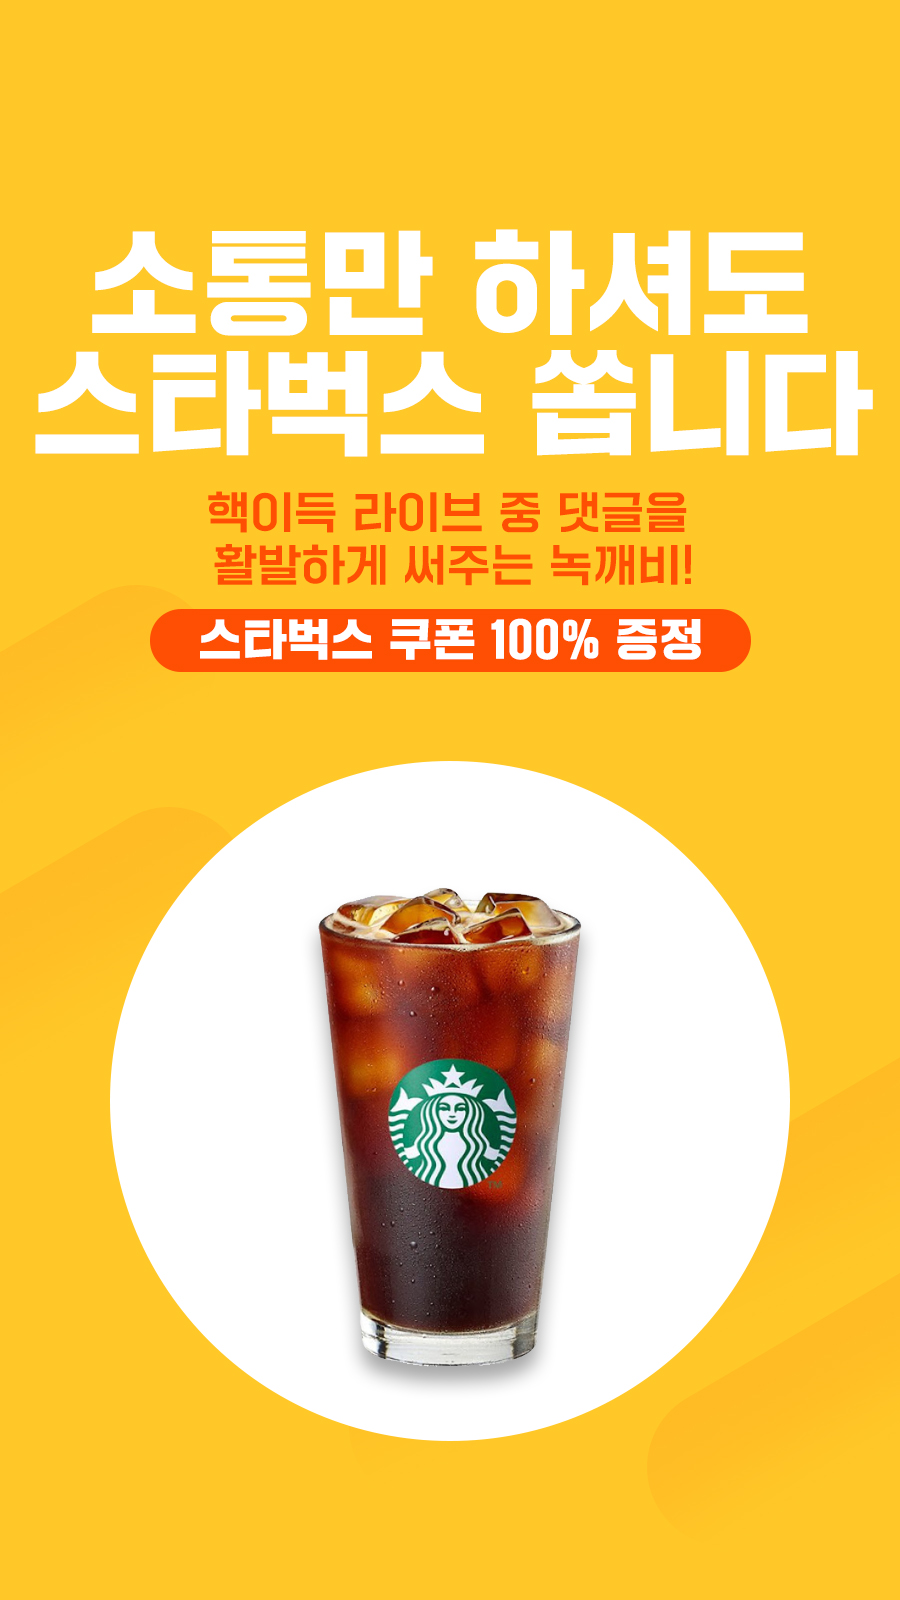 소통만 하셔도
스타벅스 쏩니다
핵이득 라이브 중 댓글을
활발하게 써주는 녹깨비!
스타벅스 쿠폰 100% 증정
TM